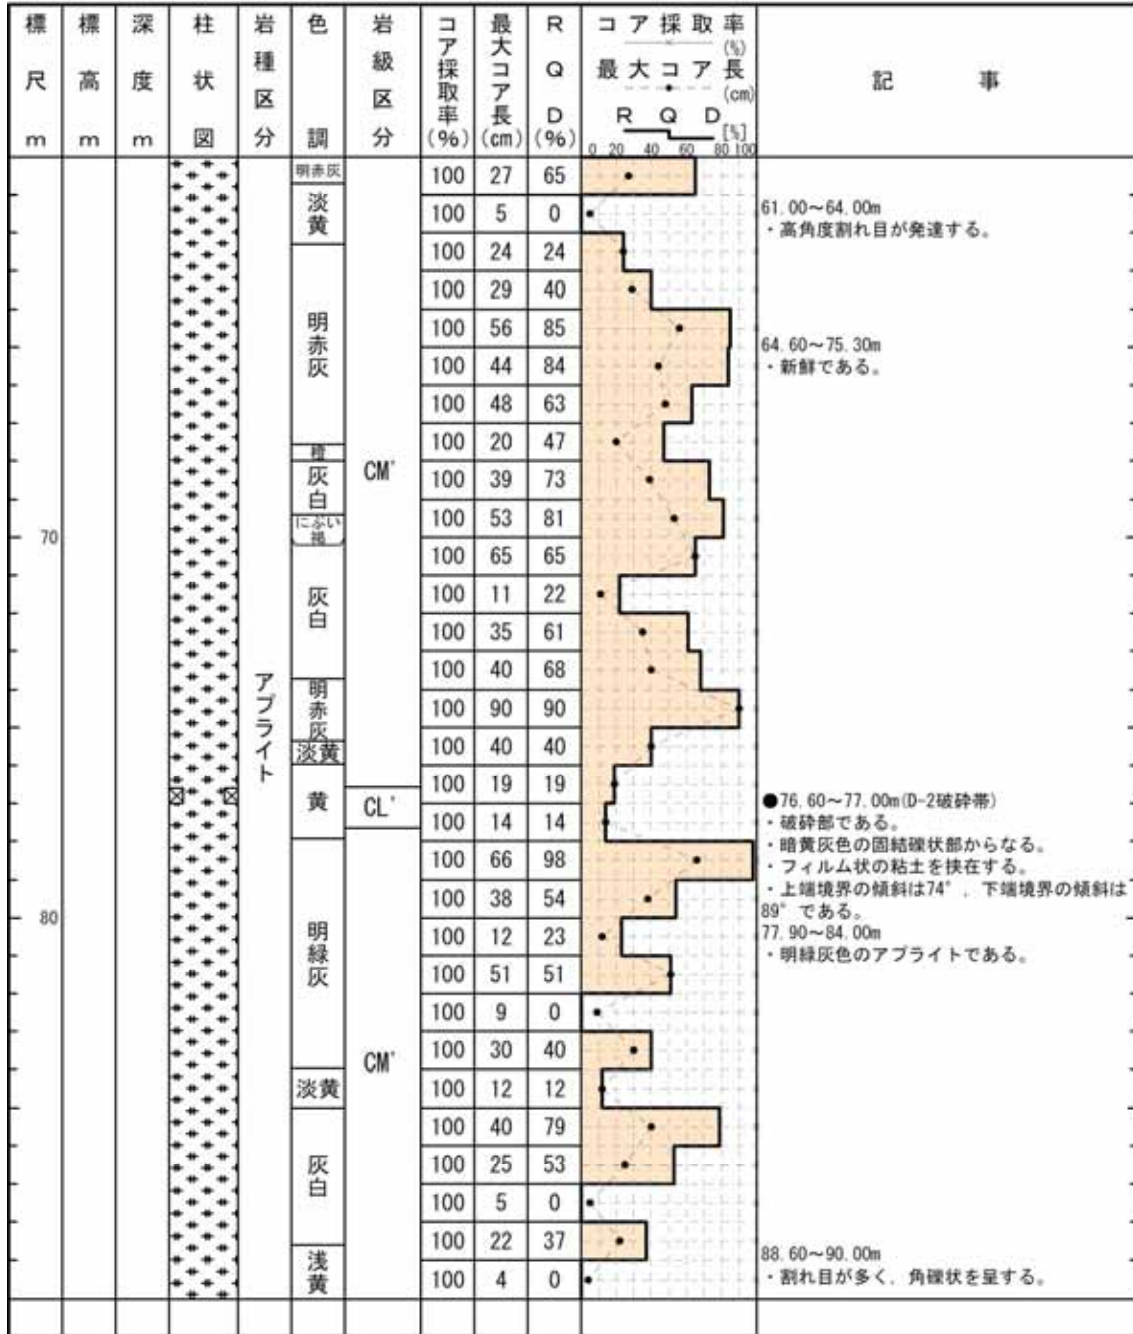 標尺m
標高m
深度m
柱状図
岩種区分
色調
岩級区分
コア採取率(%)
最大コア長(cm)
RQD(%)
コア採取率(%)
最大コア長(cm)
RQD[%]
0 20 40 60 80 100
記事
明赤灰
100 27 65
淡黄
100 5 0
61.00～64.00m
・高角度割れ目が発達する。
100 24 24
100 29 40
明赤灰
100 56 85
64.60～75.30m
・新鮮である。
100 44 84
100 48 63
100 20 47
橙
灰白
CM'
100 39 73
にぶい橙
100 53 81
70
100 65 65
灰白
100 11 22
100 35 61
100 40 68
アプライト
明赤灰
100 90 90
淡黄
100 40 40
100 19 19
黄
CL'
●76.60～77.00m(D-2破砕帯)
・破砕部である。
100 14 14
・暗黄灰色の固結礫状部からなる。
・フィルム状の粘土を挟在する。
100 66 98
・上端境界の傾斜は74°，下端境界の傾斜は
89°である。
100 38 54
80
77.90～84.00m
・明緑灰色のアプライトである。
明緑灰
100 12 23
100 51 51
100 9 0
100 30 40
CM'
淡黄
100 12 12
100 40 79
灰白
100 25 53
100 5 0
100 22 37
88.60～90.00m
・割れ目が多く，角礫状を呈する。
浅黄
100 4 0